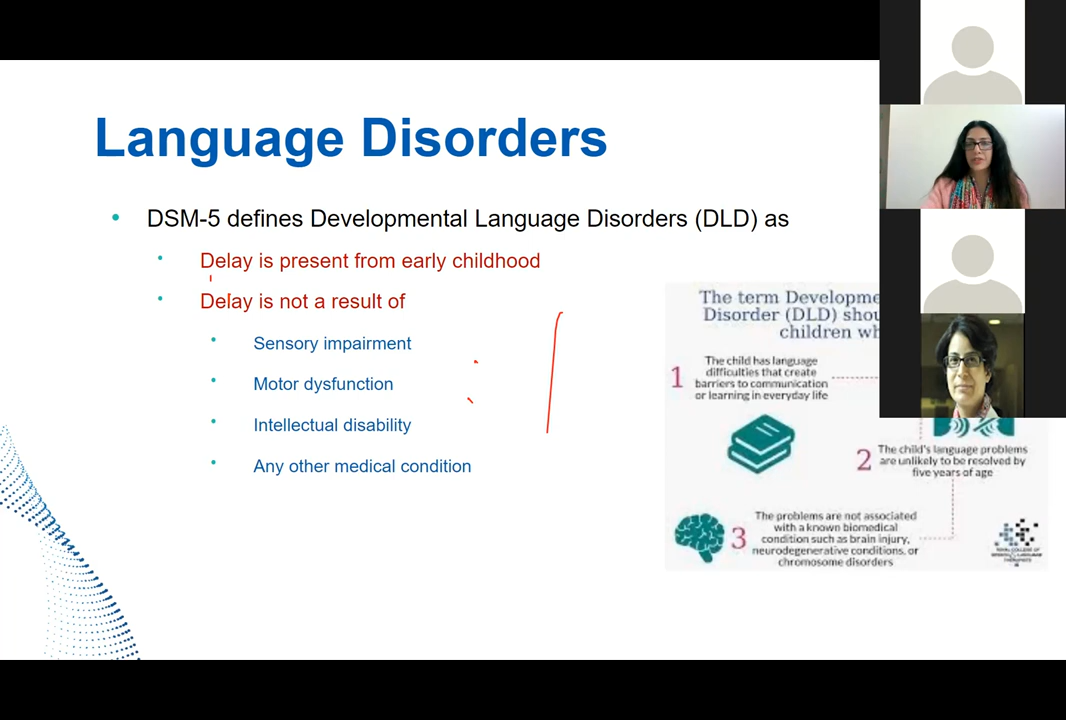 Language Disorders
• DSM-5 defines Developmental Language Disorders (DLD) as
• Delay is present from early childhood
• Delay is not a result of
• Sensory impairment
• Motor dysfunction
• Intellectual disability
• Any other medical condition
The term Developme
Disorder (DLD) shou
children wh
1
The child has language
difficulties that create
barriers to communication
or learning in everyday life
2
The child's language problems
are unlikely to be resolved by
five years of age
3
The problems are not associated
with a known biomedical
condition such as brain injury,
neurodegenerative conditions, or
chromosome disorders